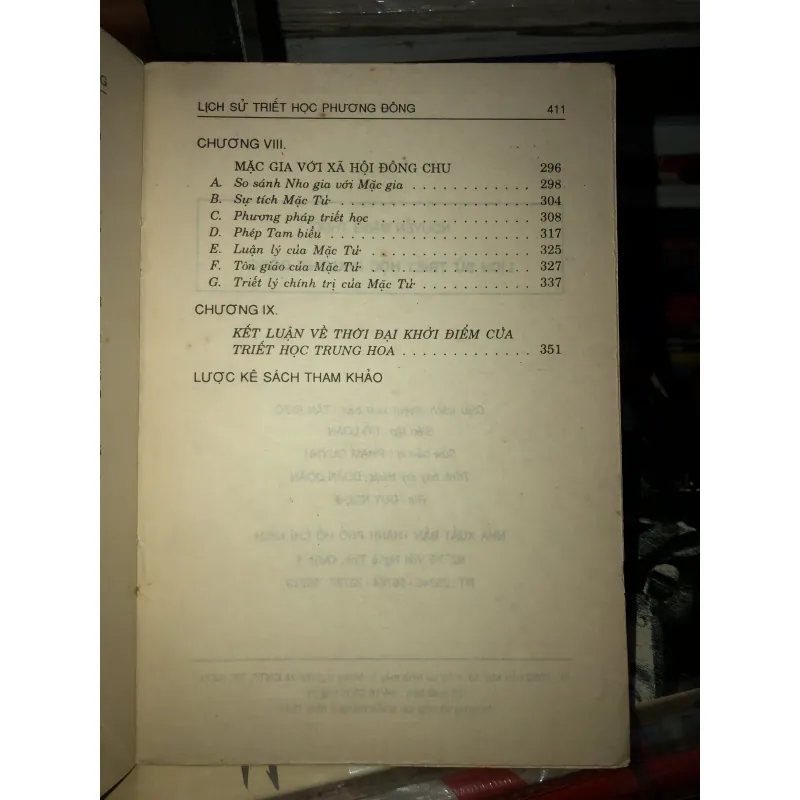 LỊCH SỬ TRIẾT HỌC PHƯƠNG ĐÔNG 411
CHƯƠNG VIII.
MẶC GIA VỚI XÃ HỘI ĐÔNG CHU 296
A. So sánh Nho gia với Mặc gia . . . . . . . . . . . . 298
B. Sự tích Mặc Tử . . . . . . . . . . . . . . . . . 304
C. Phương pháp triết học . . . . . . . . . . . . . . 308
D. Phép Tam biểu . . . . . . . . . . . . . . . . . . 317
E. Luận lý của Mặc Tử . . . . . . . . . . . . . . . 325
F. Tôn giáo của Mặc Tử . . . . . . . . . . . . . . . 327
G. Triết lý chính trị của Mặc Tử . . . . . . . . . . . 337
CHƯƠNG IX.
KẾT LUẬN VỀ THỜI ĐẠI KHỞI ĐIỂM CỦA
TRIẾT HỌC TRUNG HOA . . . . . . . . . . . . . 351
LƯỢC KÊ SÁCH THAM KHẢO